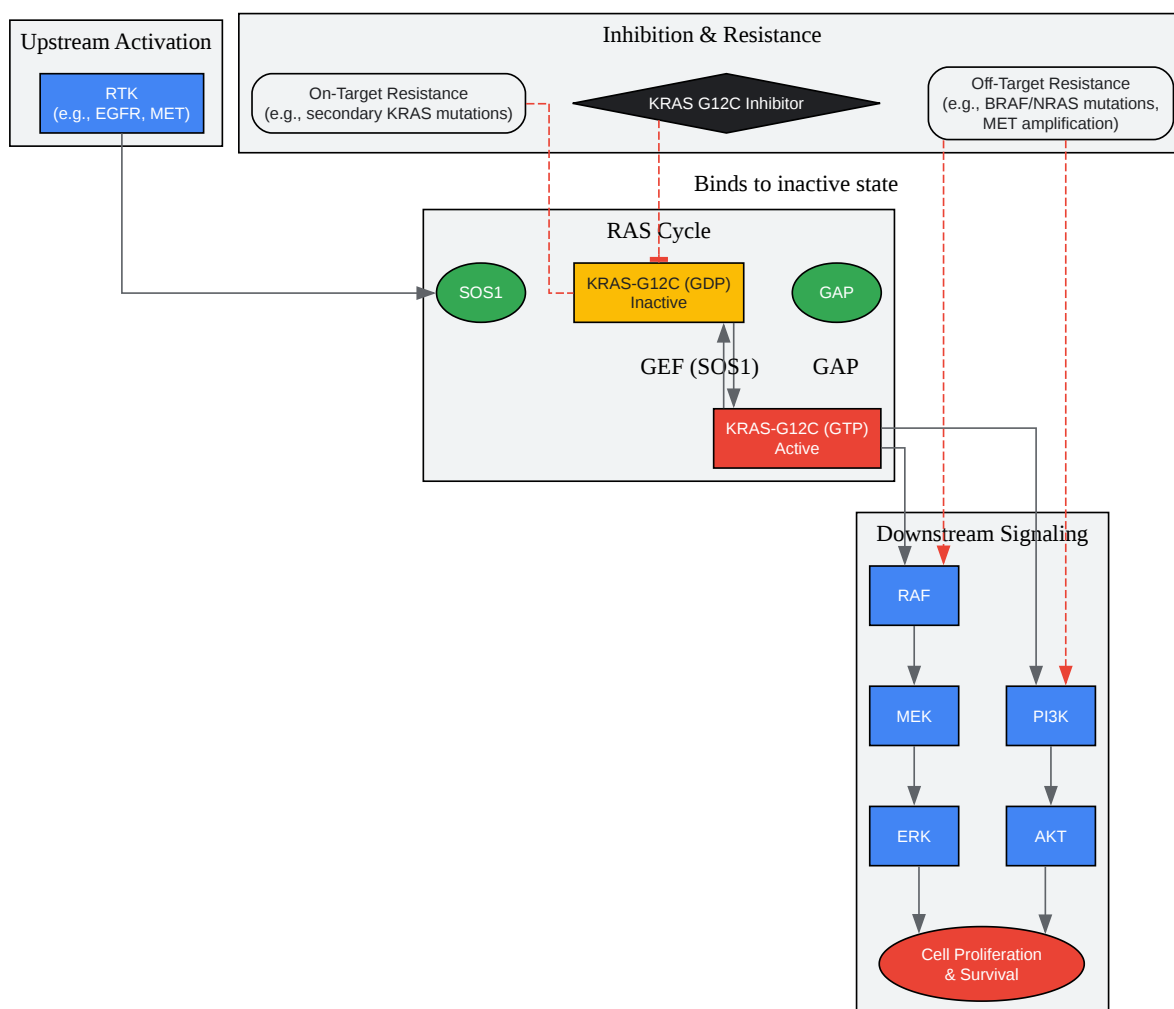 Upstream Activation
RTK
(e.g., EGFR, MET)
Inhibition & Resistance
On-Target Resistance
(e.g., secondary KRAS mutations)
KRAS G12C Inhibitor
Off-Target Resistance
(e.g., BRAF/NRAS mutations,
MET amplification)
Binds to inactive state
RAS Cycle
SOS1
KRAS-G12C (GDP)
Inactive
GAP
GEF (SOS1)
GAP
KRAS-G12C (GTP)
Active
Downstream Signaling
RAF
MEK
PI3K
ERK
AKT
Cell Proliferation
& Survival